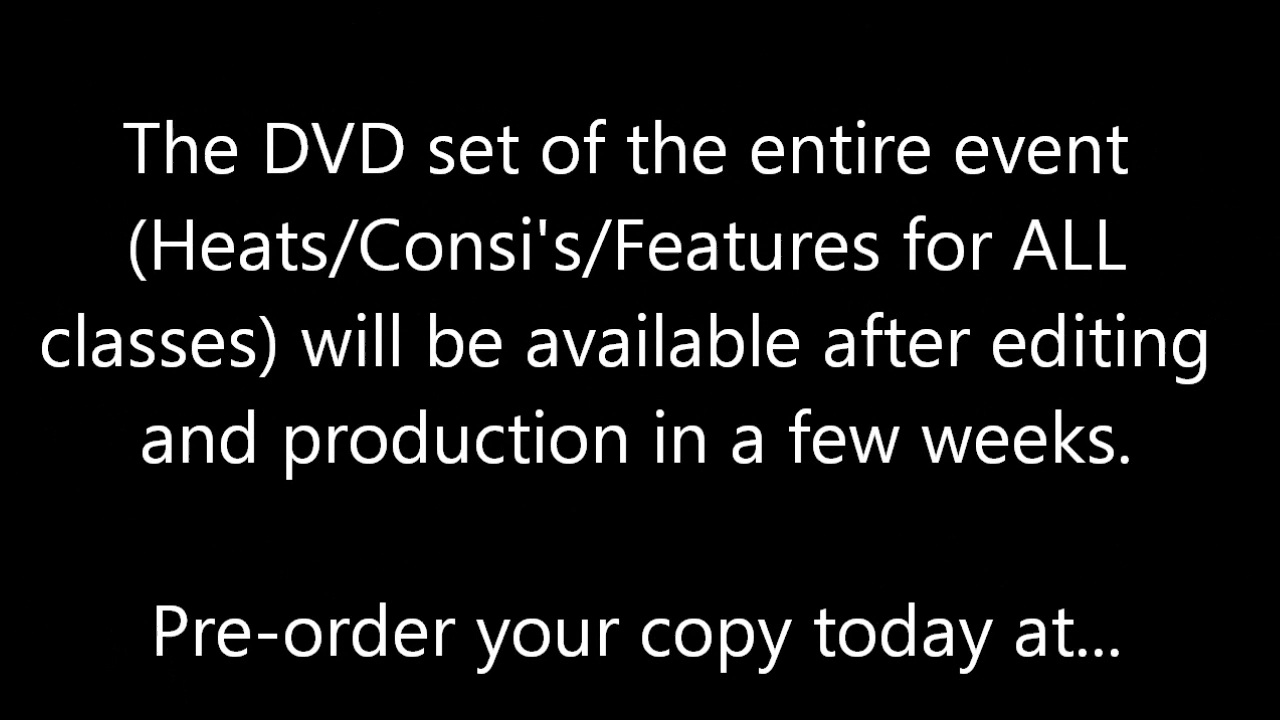 The DVD set of the entire event
(Heats/Consi's/Features for ALL
classes) will be available after editing
and production in a few weeks.
Pre-order your copy today at...